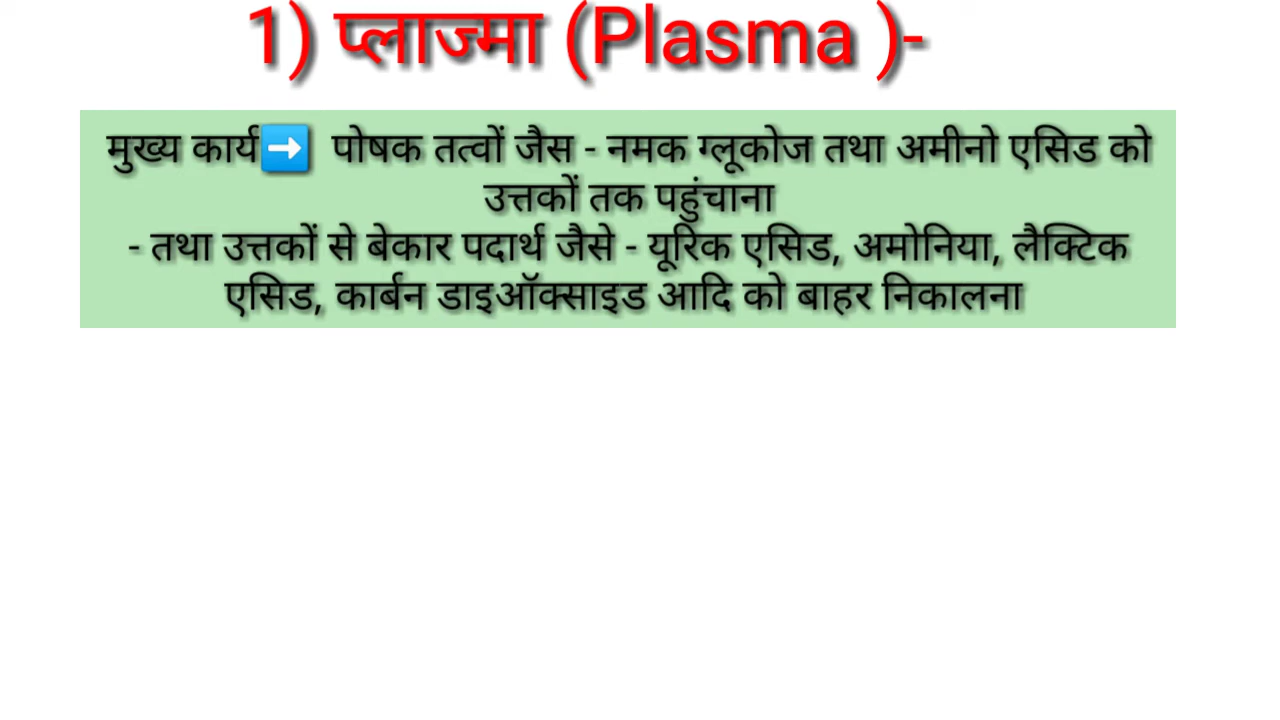 1) प्लाज्मा (Plasma )-
मुख्य कार्य➡️ पोषक तत्वों जैस - नमक ग्लूकोज तथा अमीनो एसिड को
उत्तकों तक पहुंचाना
- तथा उत्तकों से बेकार पदार्थ जैसे - यूरिक एसिड, अमोनिया, लैक्टिक
एसिड, कार्बन डाइऑक्साइड आदि को बाहर निकालना